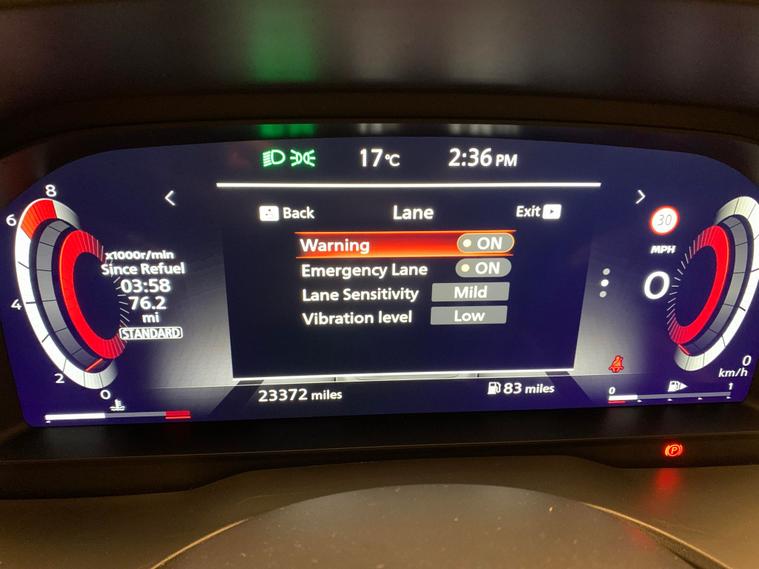 17°C
2:36 PM
Back
Lane
Exit
Warning
ON
Emergency Lane
ON
Lane Sensitivity
Mild
Vibration level
Low
8
6
4
2
0
x1000r/min
Since Refuel
03:58
76.2
mi
STANDARD
30
MPH
0
0
km/h
0
1
23372 miles
83 miles
P